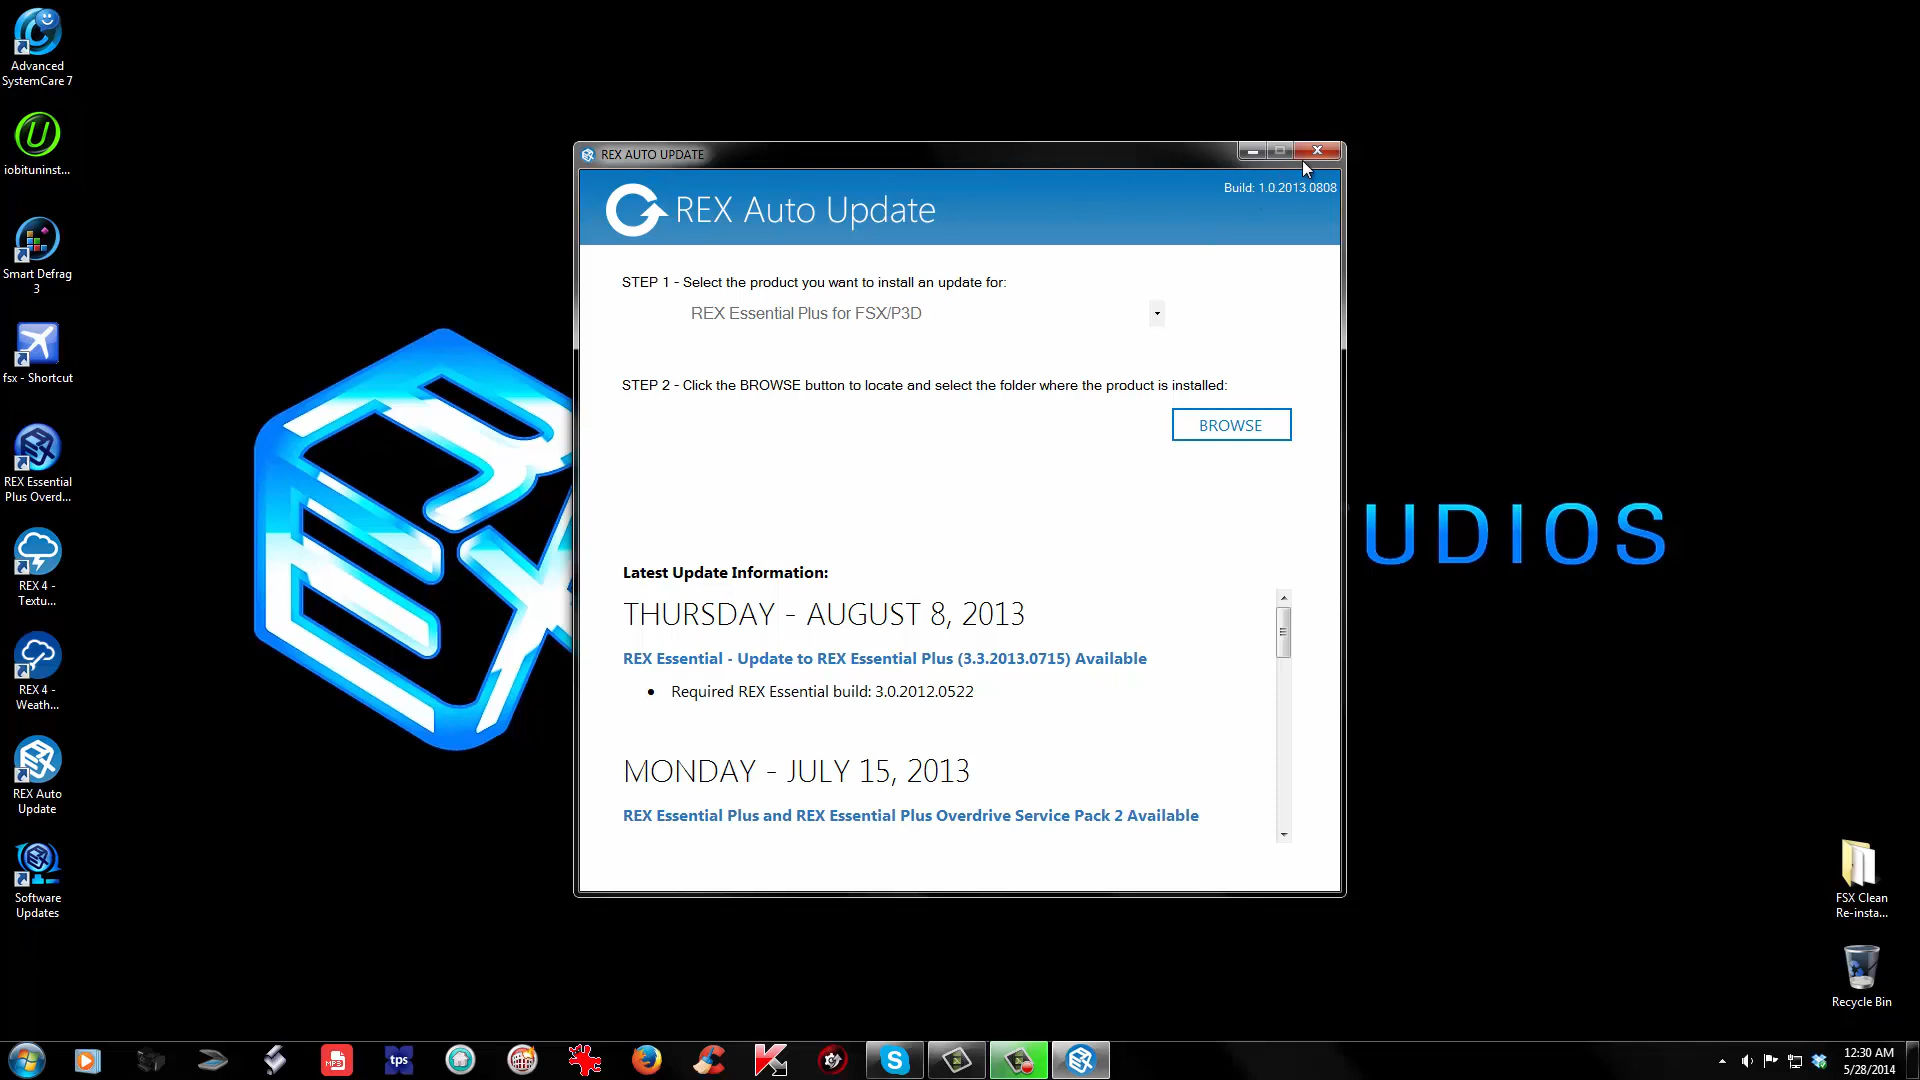 Advanced
SystemCare 7
iobituninst...
Smart Defrag
3
fsx - Shortcut
REX Essential
Plus Overd...
REX 4 -
Textu...
REX 4 -
Weath...
REX Auto
Update
Software
Updates
REX AUTO UPDATE
Build: 1.0.2013.0808
REX Auto Update
STEP 1 - Select the product you want to install an update for:
REX Essential Plus for FSX/P3D
STEP 2 - Click the BROWSE button to locate and select the folder where the product is installed:
BROWSE
Latest Update Information:
THURSDAY - AUGUST 8, 2013
REX Essential - Update to REX Essential Plus (3.3.2013.0715) Available
• Required REX Essential build: 3.0.2012.0522
MONDAY - JULY 15, 2013
REX Essential Plus and REX Essential Plus Overdrive Service Pack 2 Available
REX
UDIOS
FSX Clean
Re-insta...
Recycle Bin
MP3
tps
12:30 AM
5/28/2014